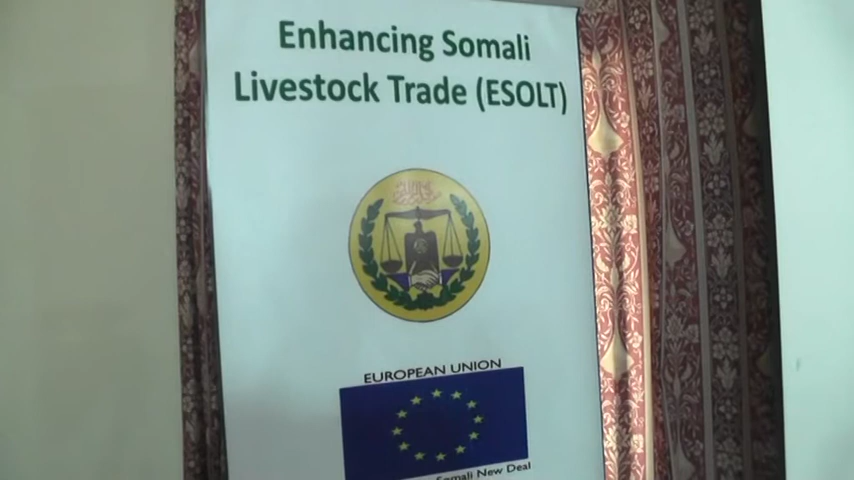 Enhancing Somali
Livestock Trade (ESOLT)
EUROPEAN UNION
Somali New Deal